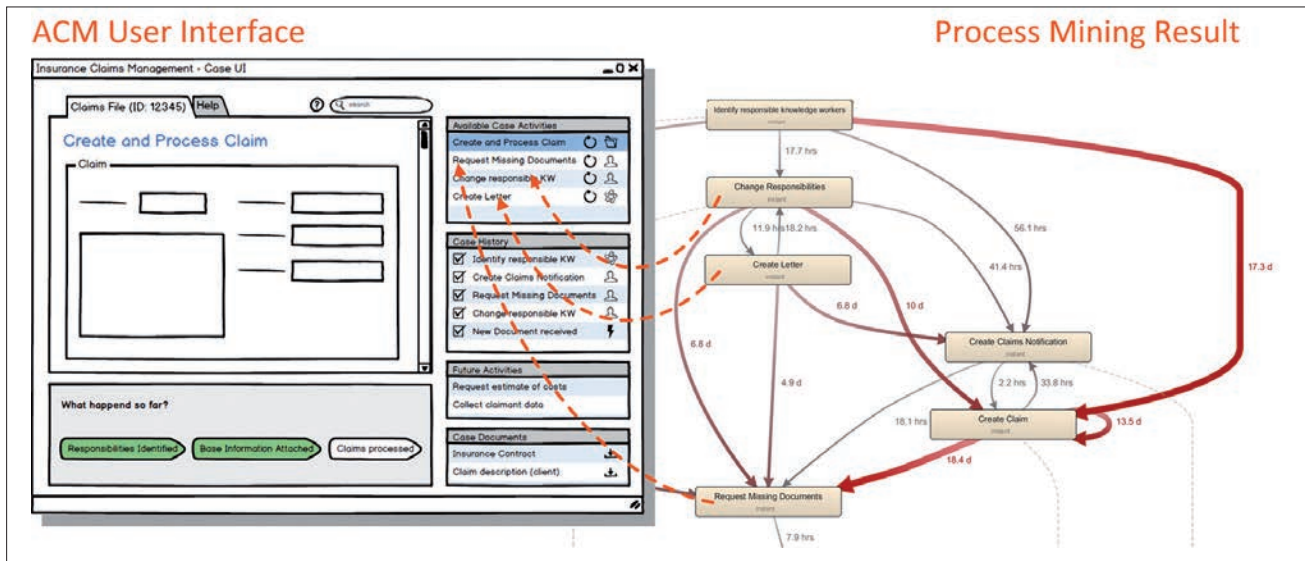 ACM User Interface
Process Mining Result
Insurance Claims Management - Case UI
Claims File (ID: 12345)
Help
search
Create and Process Claim
Claim
What happend so far?
Responsibilities Identified
Base Information Attached
Claims processed
Available Case Activities
Create and Process Claim
Request Missing Documents
Change responsible KW
Create Letter
Case History
Identify responsible KW
Create Claims Notification
Request Missing Documents
Change responsible KW
New Document received
Future Activities
Request estimate of costs
Collect claimant data
Case Documents
Insurance Contract
Claim description (client)
Identify responsible knowledge workers
instant
17.7 hrs
Change Responsibilities
instant
11.9 hrs
18.2 hrs
56.1 hrs
17.3 d
Create Letter
instant
41.4 hrs
6.8 d
10 d
6.8 d
Create Claims Notification
instant
4.9 d
2.2 hrs
33.8 hrs
16,1 hrs
Create Claim
instant
13.5 d
18.4 d
Request Missing Documents
instant
7.9 hrs